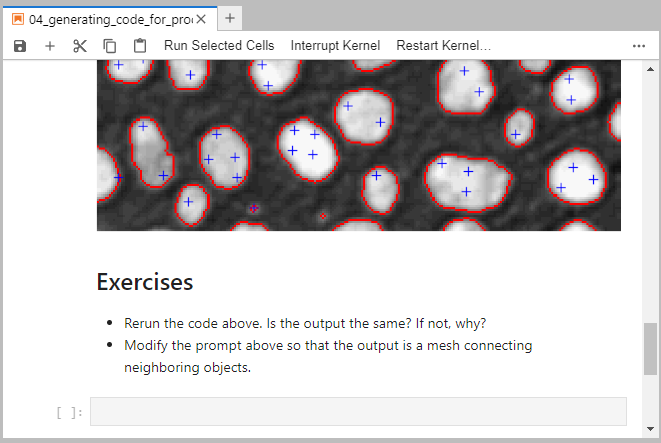 04_generating_code_for_proc
Run Selected Cells Interrupt Kernel Restart Kernel…
Exercises
Rerun the code above. Is the output the same? If not, why?
Modify the prompt above so that the output is a mesh connecting
neighboring objects.
[ ]: